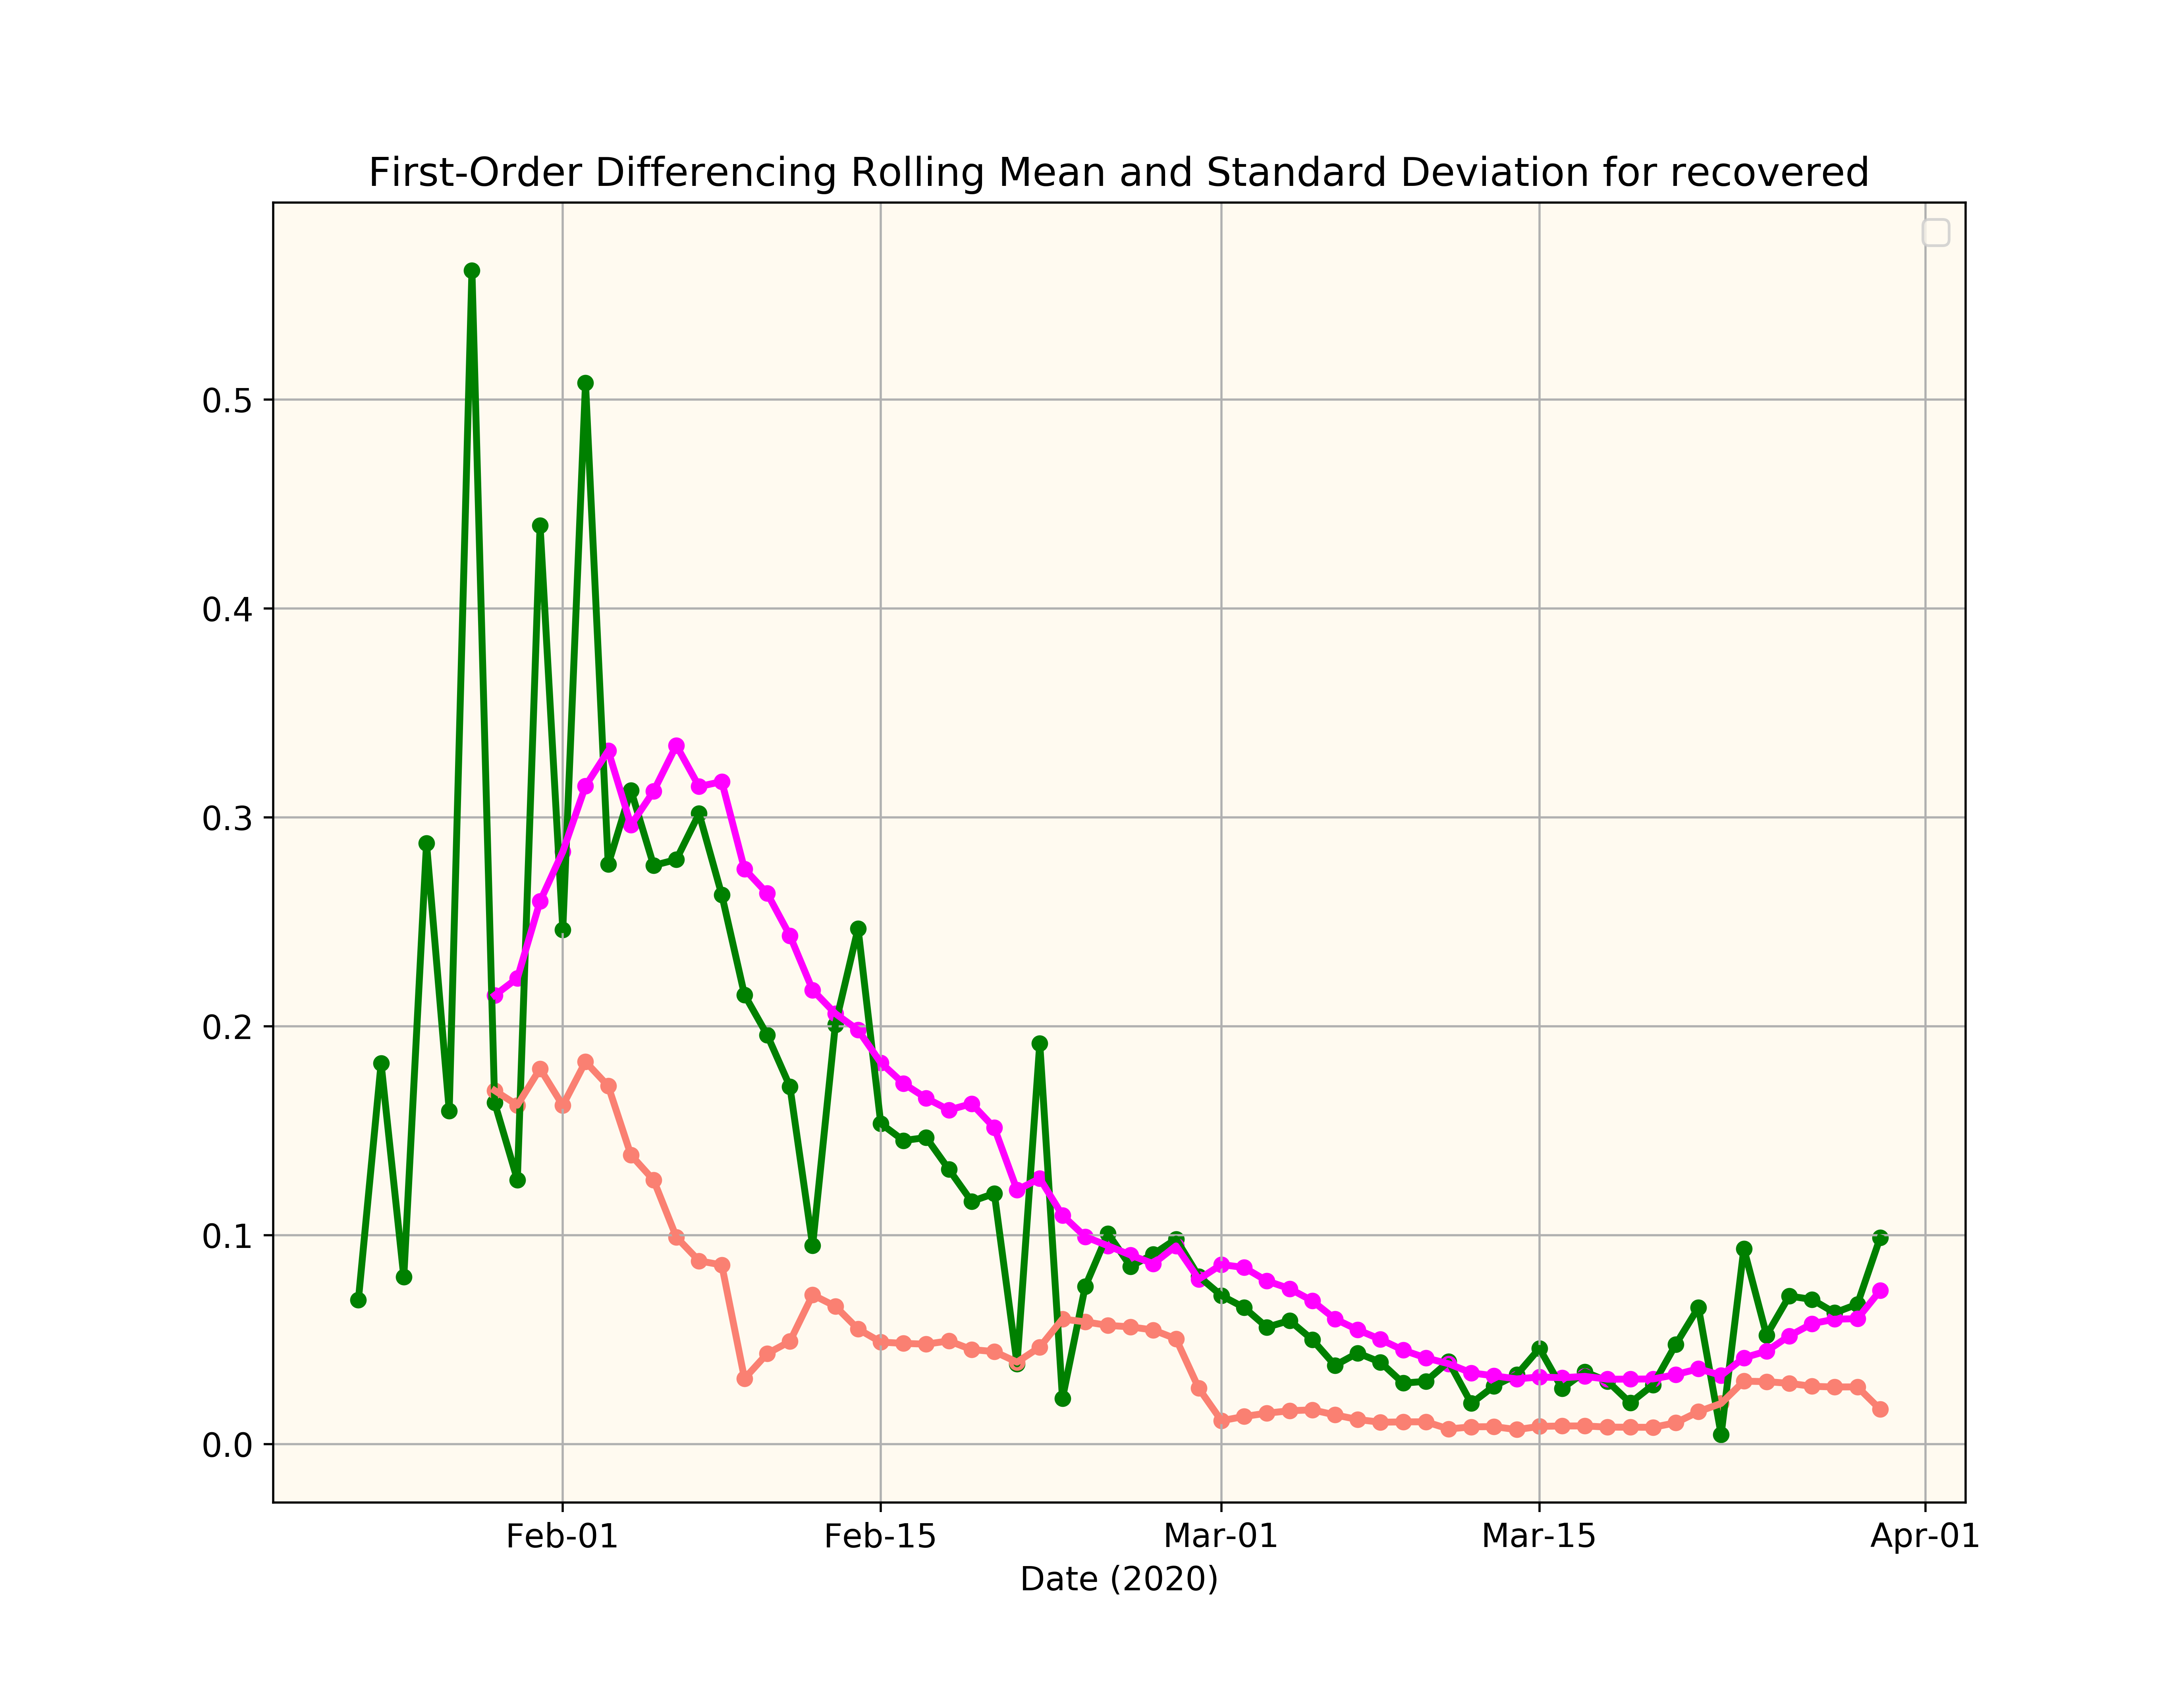 First-Order Differencing Rolling Mean and Standard Deviation for recovered
0.5
0.4
0.3
0.2
0.1
0.0
Feb-01 Feb-15 Mar-01 Mar-15 Apr-01
Date (2020)